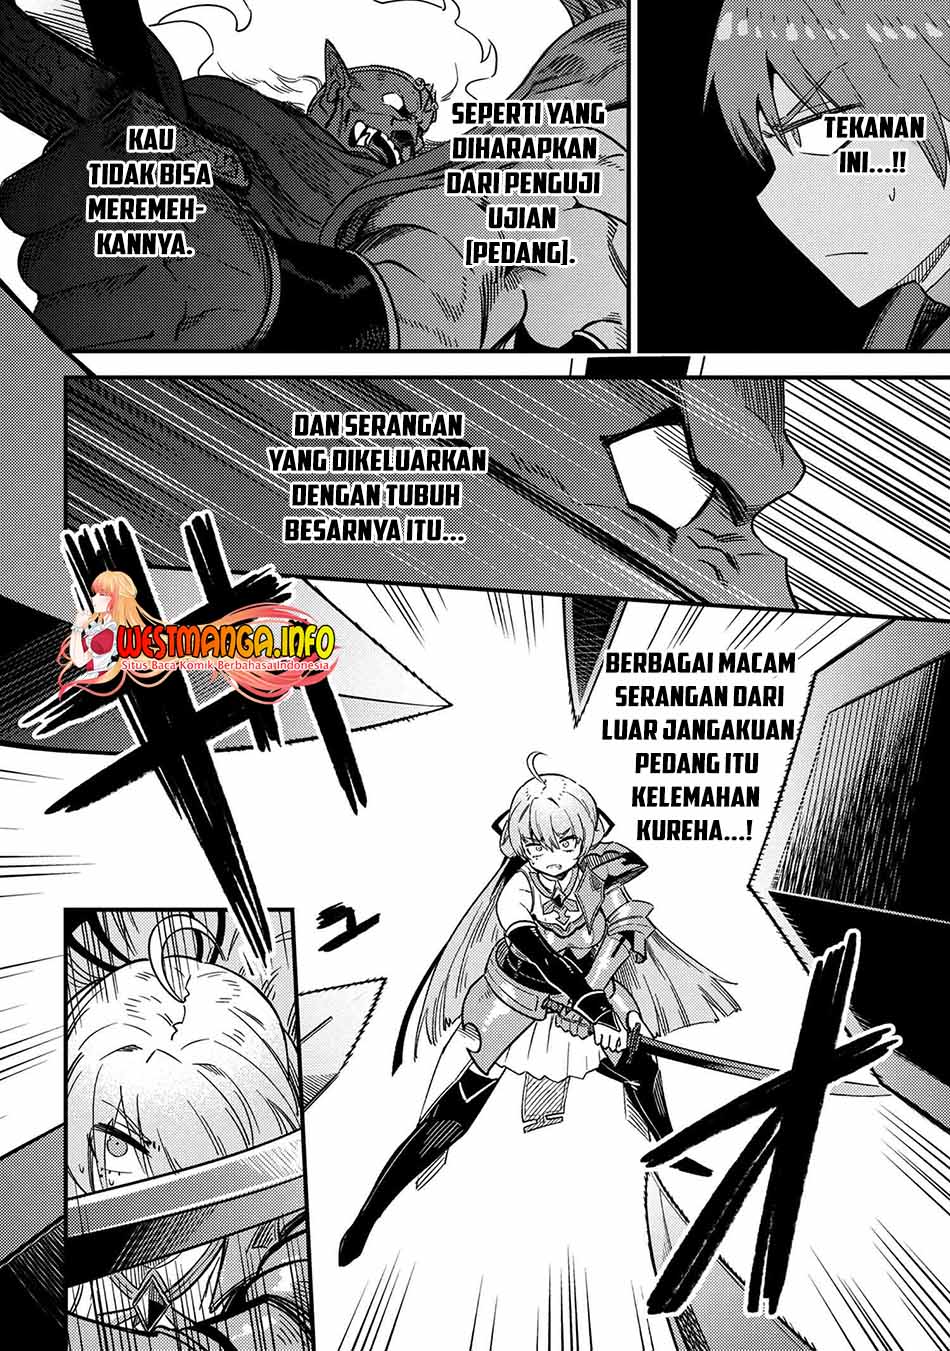 TEKANAN
INI...!!
SEPERTI YANG
DIHARAPKAN
DARI PENGUJI
UJIAN
[PEDANG].
KAU
TIDAK BISA
MEREMEH-
KANNYA.
DAN SERANGAN
YANG DIKELUARKAN
DENGAN TUBUH
BESARNYA ITU...
WESTMANGA.INFO
Situs Baca Komik Berbahasa Indonesia
BERBAGAI MACAM
SERANGAN DARI
LUAR JANGAKUAN
PEDANG ITU
KELEMAHAN
KUREHA...!